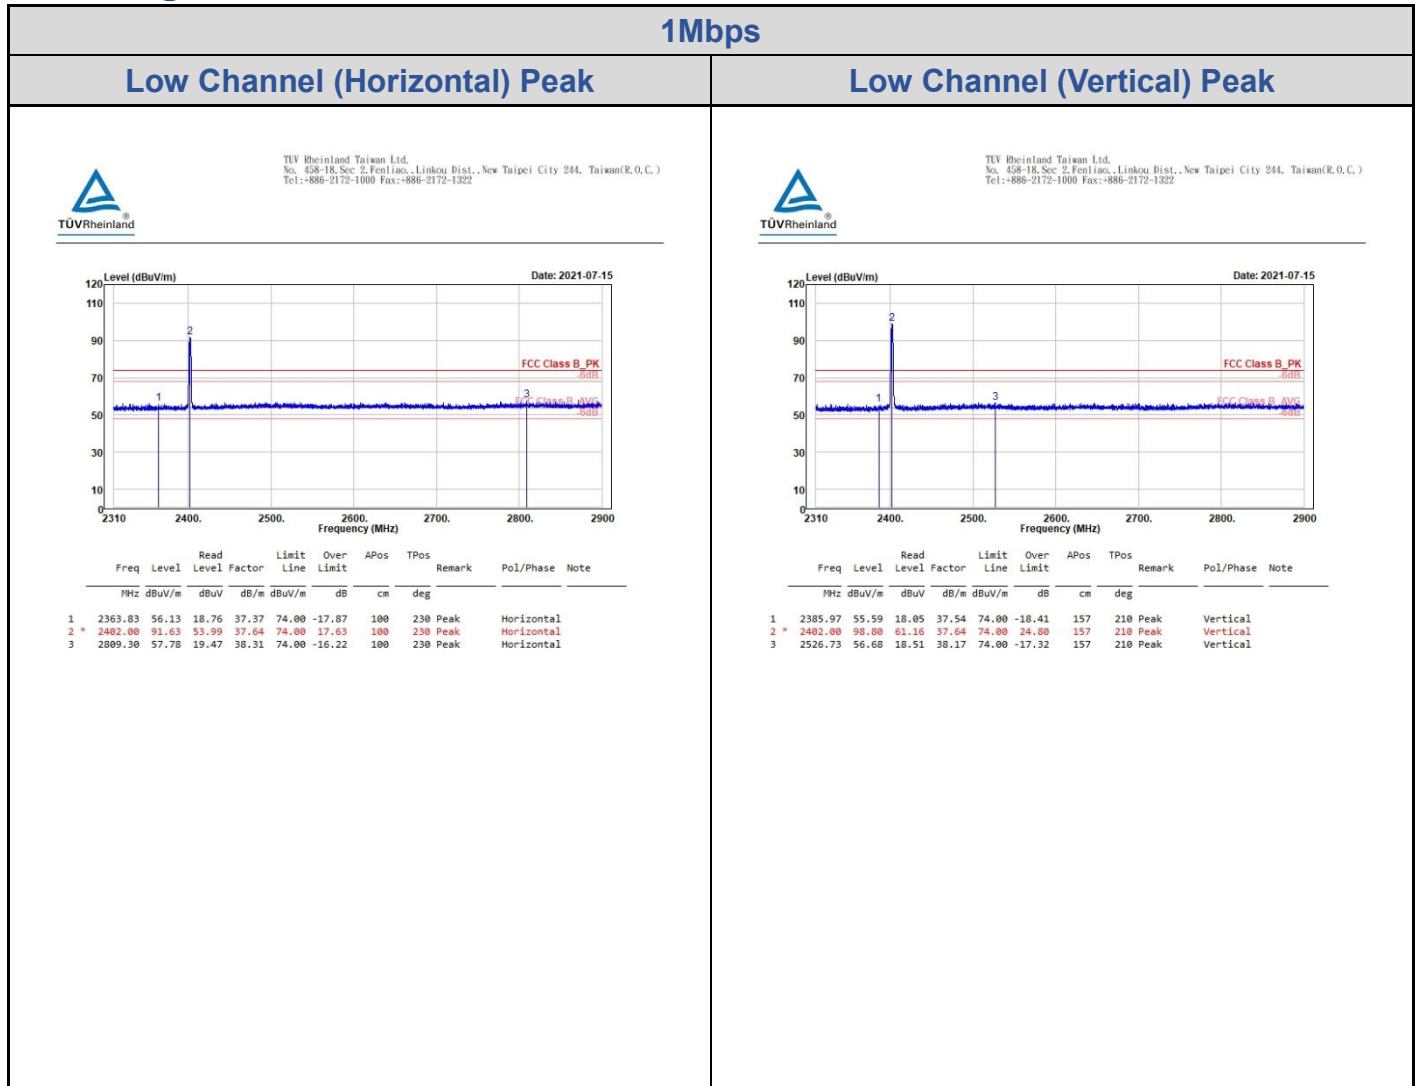 1Mbps
Low Channel (Horizontal) Peak
Low Channel (Vertical) Peak
TUV Rheinland Taiwan Ltd.
No. 458-18.Sec 2.Fenliao..Linkou Dist..New Taipei City 244. Taiwan(R.O.C.)
Tel:+886-2172-1000 Fax:+886-2172-1322
TÜVRheinland®
Level (dBuV/m)
Date: 2021-07-15
120
110
90
70
50
30
10
0
2
1
3
FCC Class B_PK
-6dB
FCC Class B_AVG
-6dB
2310 2400. 2500. 2600. 2700. 2800. 2900
Frequency (MHz)
Read Limit Over APos TPos
Freq Level Level Factor Line Limit Remark Pol/Phase Note
MHz dBuV/m dBuV dB/m dBuV/m dB cm deg
1 2363.83 56.13 18.76 37.37 74.00 -17.87 100 230 Peak Horizontal
2 * 2402.00 91.63 53.99 37.64 74.00 17.63 100 230 Peak Horizontal
3 2809.30 57.78 19.47 38.31 74.00 -16.22 100 230 Peak Horizontal
TUV Rheinland Taiwan Ltd.
No. 458-18.Sec 2.Fenliao..Linkou Dist..New Taipei City 244. Taiwan(R.O.C.)
Tel:+886-2172-1000 Fax:+886-2172-1322
TÜVRheinland®
Level (dBuV/m)
Date: 2021-07-15
120
110
90
70
50
30
10
0
2
1
3
FCC Class B_PK
-6dB
FCC Class B_AVG
-6dB
2310 2400. 2500. 2600. 2700. 2800. 2900
Frequency (MHz)
Read Limit Over APos TPos
Freq Level Level Factor Line Limit Remark Pol/Phase Note
MHz dBuV/m dBuV dB/m dBuV/m dB cm deg
1 2385.97 55.59 18.05 37.54 74.00 -18.41 157 210 Peak Vertical
2 * 2402.00 98.80 61.16 37.64 74.00 24.80 157 210 Peak Vertical
3 2526.73 56.68 18.51 38.17 74.00 -17.32 157 210 Peak Vertical